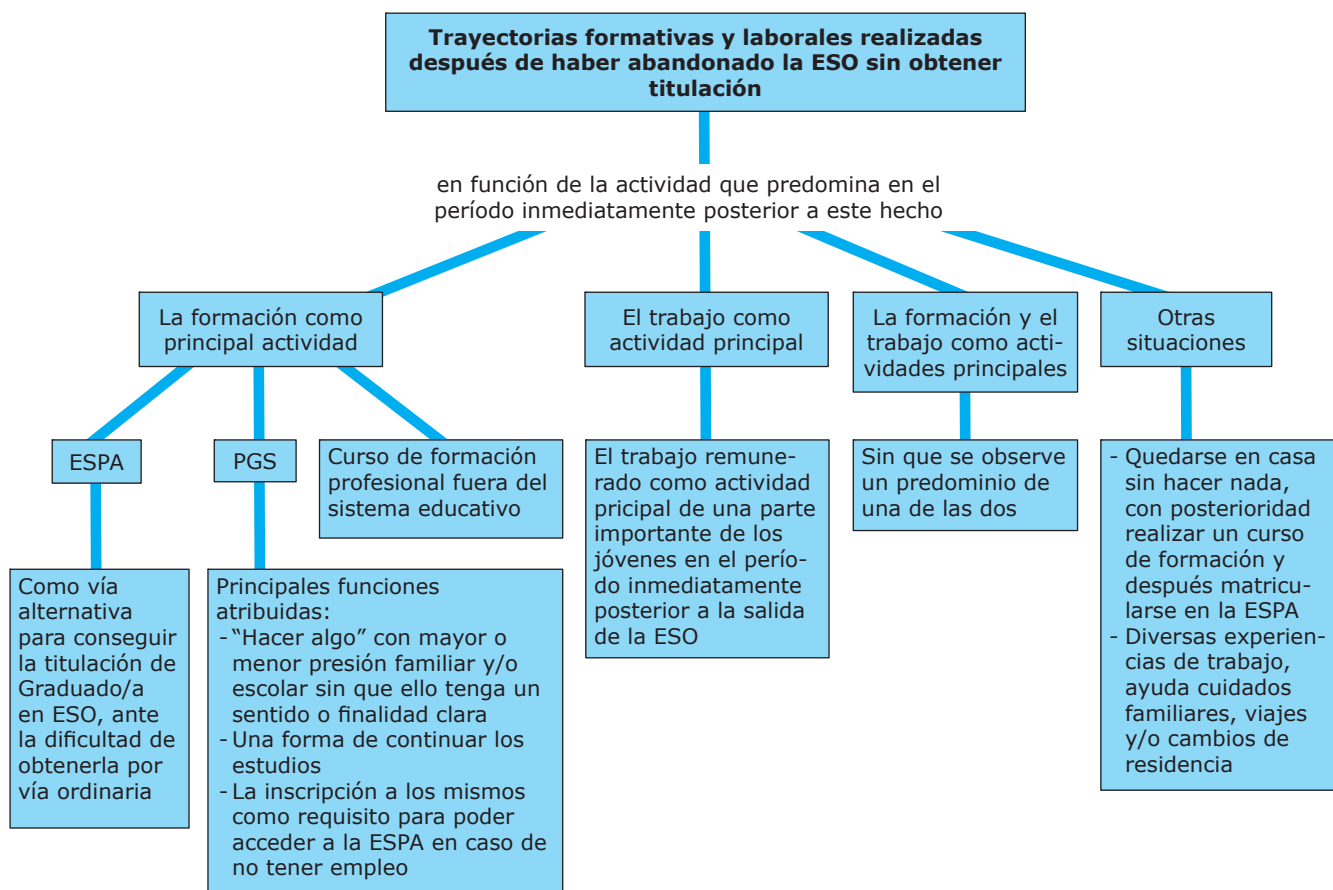 Trayectorias formativas y laborales realizadas
después de haber abandonado la ESO sin obtener
titulación
en función de la actividad que predomina en el
período inmediatamente posterior a este hecho
La formación como
principal actividad
El trabajo como
actividad principal
La formación y el
trabajo como acti-
vidades principales
Otras
situaciones
ESPA
PGS
Curso de formación
profesional fuera del
sistema educativo
El trabajo remune-
rado como actividad
pricipal de una parte
importante de los
jóvenes en el perío-
do inmediatamente
posterior a la salida
de la ESO
Sin que se observe
un predominio de
una de las dos
- Quedarse en casa
sin hacer nada,
con posterioridad
realizar un curso
de formación y
después matricu-
larse en la ESPA
- Diversas experien-
cias de trabajo,
ayuda cuidados
familiares, viajes
y/o cambios de
residencia
Como vía
alternativa
para conseguir
la titulación de
Graduado/a
en ESO, ante
la dificultad de
obtenerla por
vía ordinaria
Principales funciones
atribuidas:
- “Hacer algo” con mayor o
menor presión familiar y/o
escolar sin que ello tenga un
sentido o finalidad clara
- Una forma de continuar los
estudios
- La inscripción a los mismos
como requisito para poder
acceder a la ESPA en caso de
no tener empleo